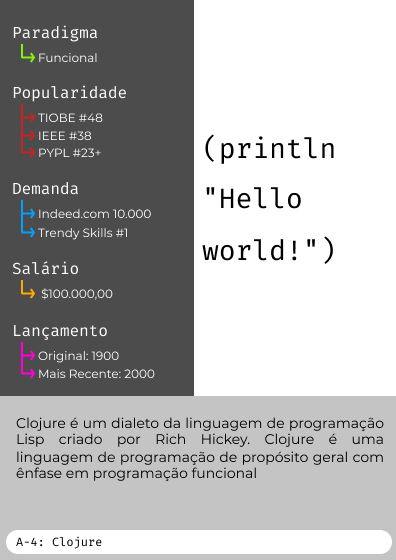 Paradigma
Funcional
Popularidade
TIOBE #48
IEEE #38
PYPL #23+
Demanda
Indeed.com 10.000
Trendy Skills #1
Salário
$100.000,00
Lançamento
Original: 1900
Mais Recente: 2000
(println
"Hello
world!")
Clojure é um dialeto da linguagem de programação
Lisp criado por Rich Hickey. Clojure é uma
linguagem de programação de propósito geral com
ênfase em programação funcional
A-4: Clojure